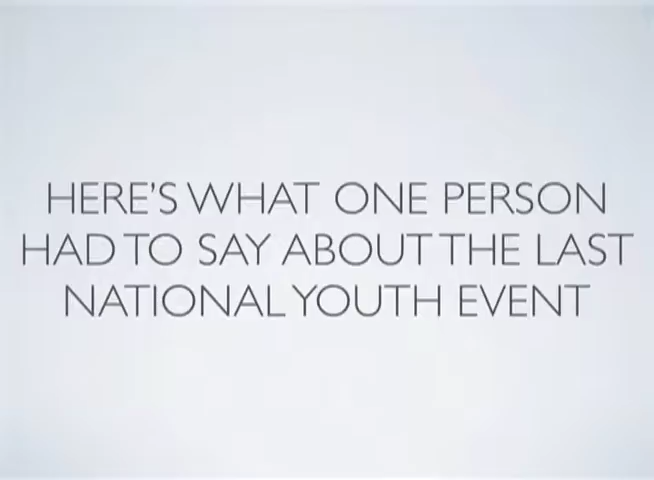 HERE'S WHAT ONE PERSON
HAD TO SAY ABOUT THE LAST
NATIONAL YOUTH EVENT